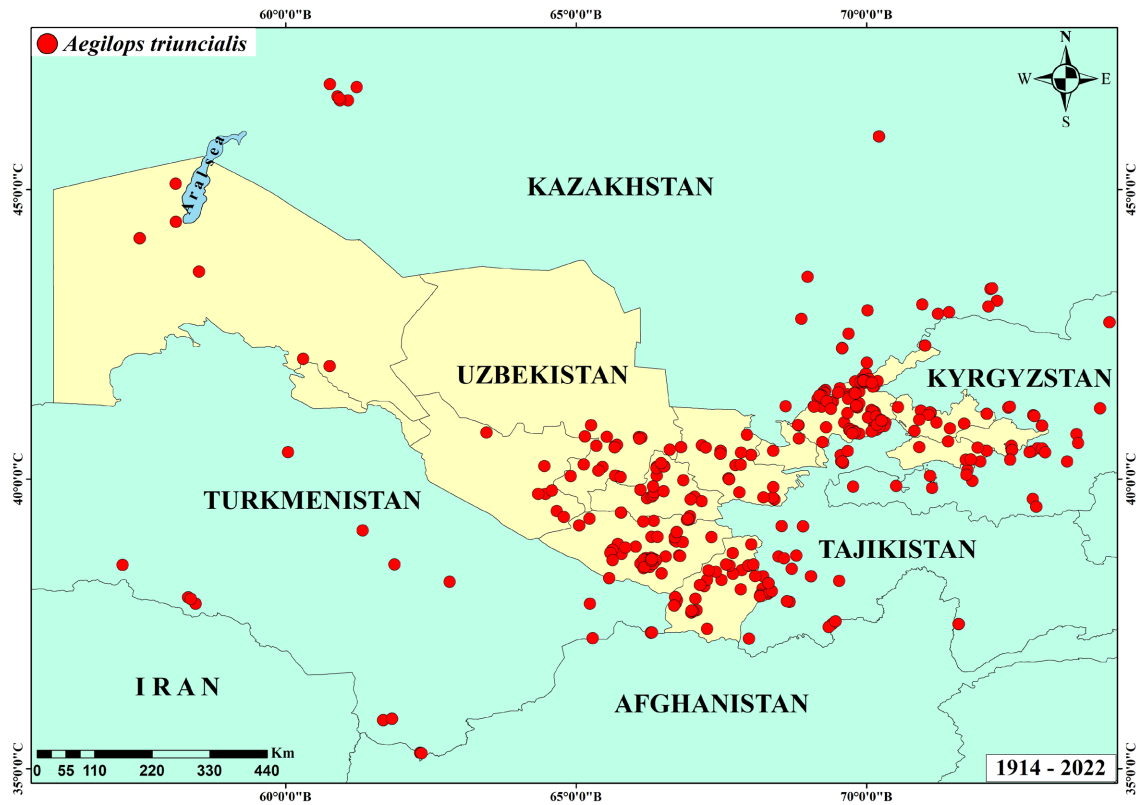 60°0'0"B 65°0'0"B 70°0'0"B
Aegilops triuncialis
N
W E
S
45°0'0"C 45°0'0"C
Aral sea
KAZAKHSTAN
UZBEKISTAN
KYRGYZSTAN
40°0'0"C 40°0'0"C
TURKMENISTAN
TAJIKISTAN
IRAN
AFGHANISTAN
Km
0 55 110 220 330 440
1914 - 2022
35°0'0"C 35°0'0"C
60°0'0"B 65°0'0"B 70°0'0"B